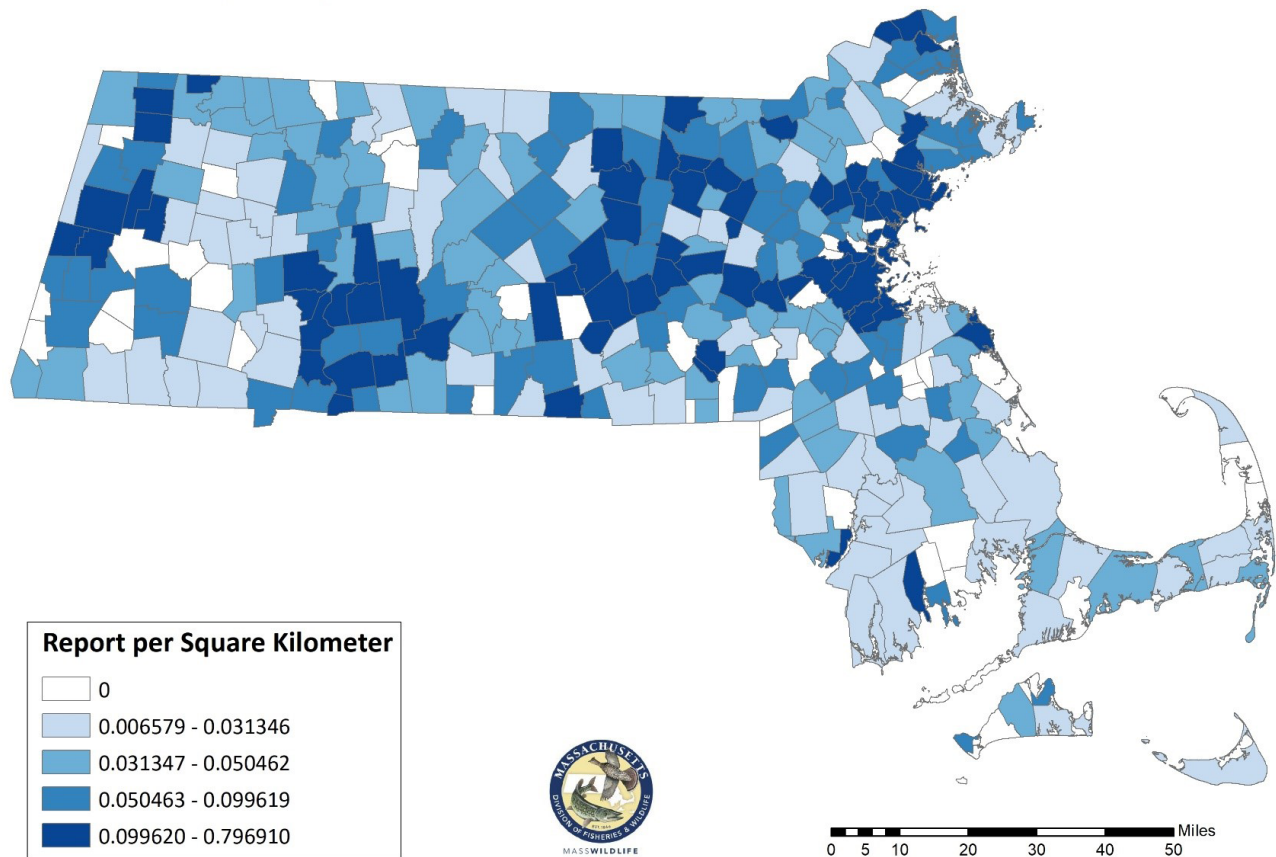 Report per Square Kilometer
0
0.006579 - 0.031346
0.031347 - 0.050462
0.050463 - 0.099619
0.099620 - 0.796910
MASSACHUSETTS
DIVISION OF FISHERIES & WILDLIFE
MASSWILDLIFE
Miles
0 5 10 20 30 40 50